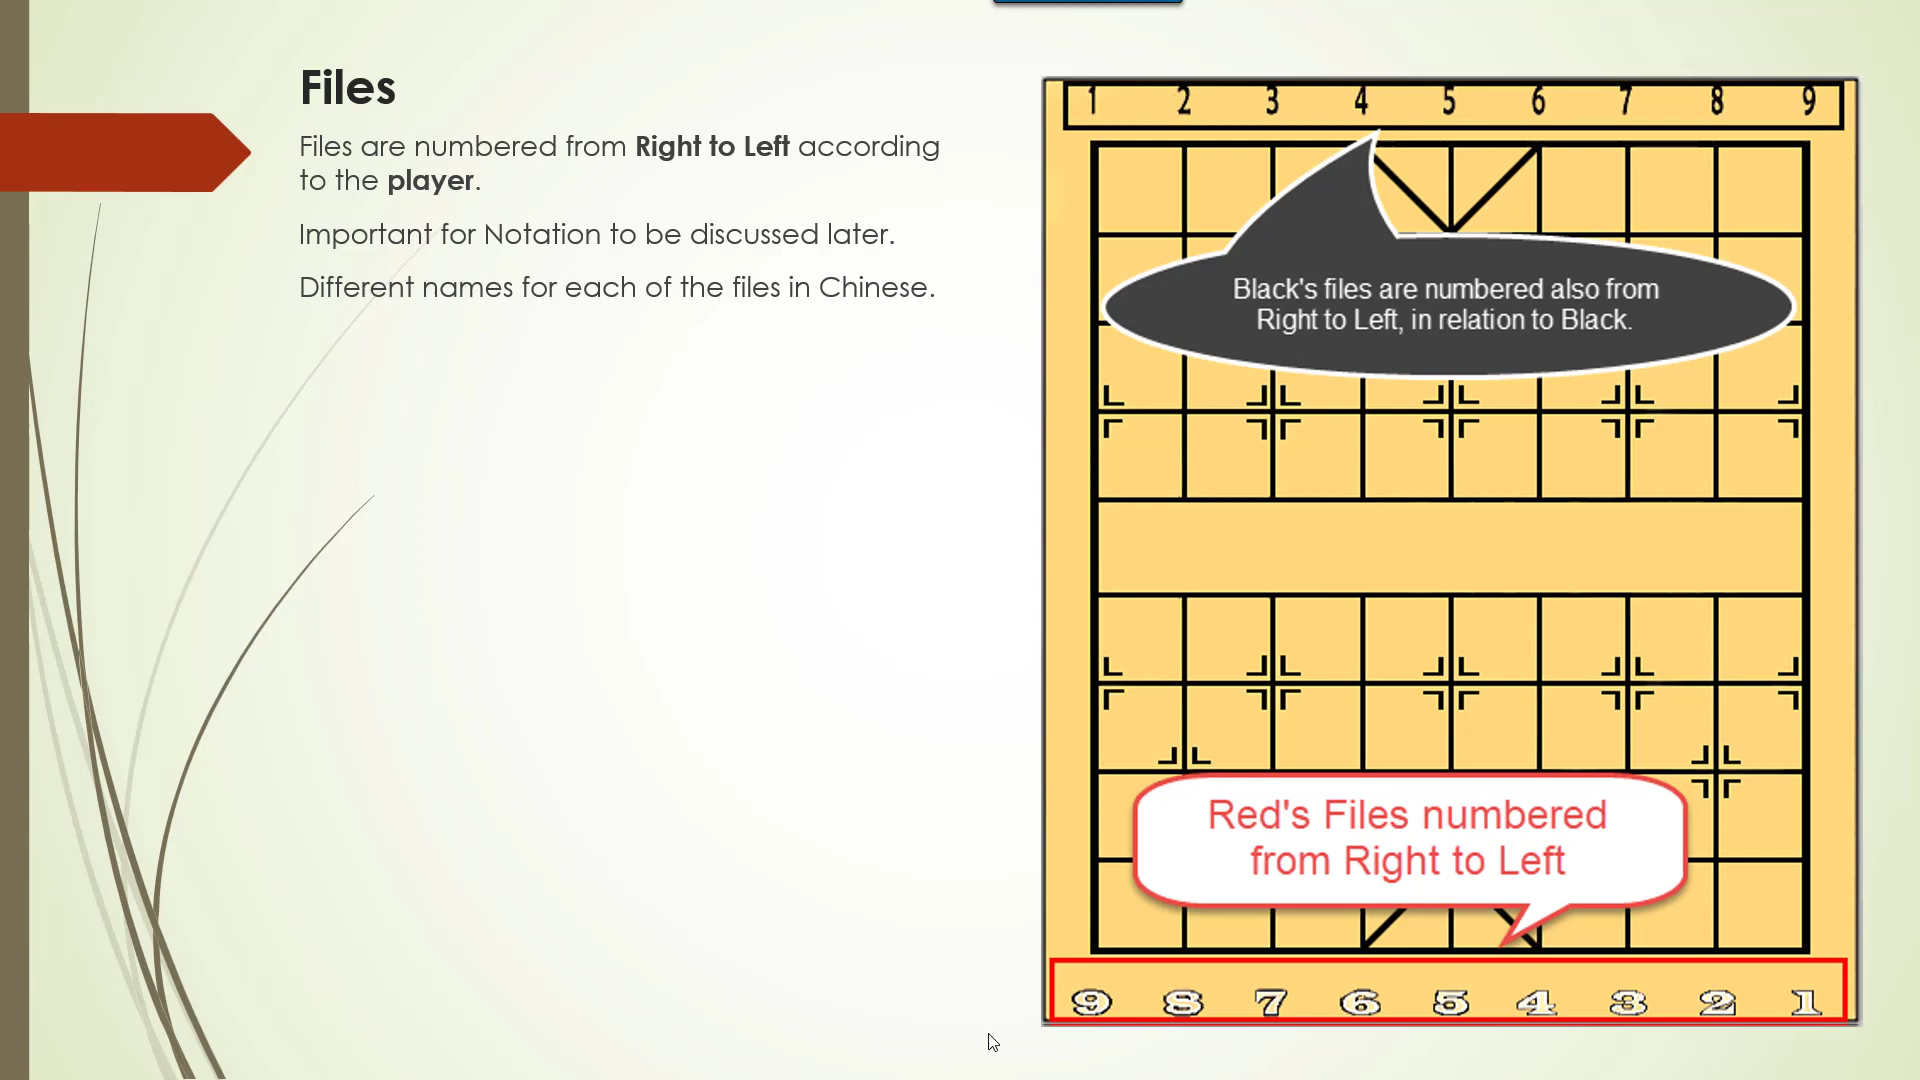 Files
Files are numbered from Right to Left according
to the player.
Important for Notation to be discussed later.
Different names for each of the files in Chinese.
1 2 3 4 5 6 7 8 9
Black's files are numbered also from
Right to Left, in relation to Black.
Red's Files numbered
from Right to Left
9 8 7 6 5 4 3 2 1